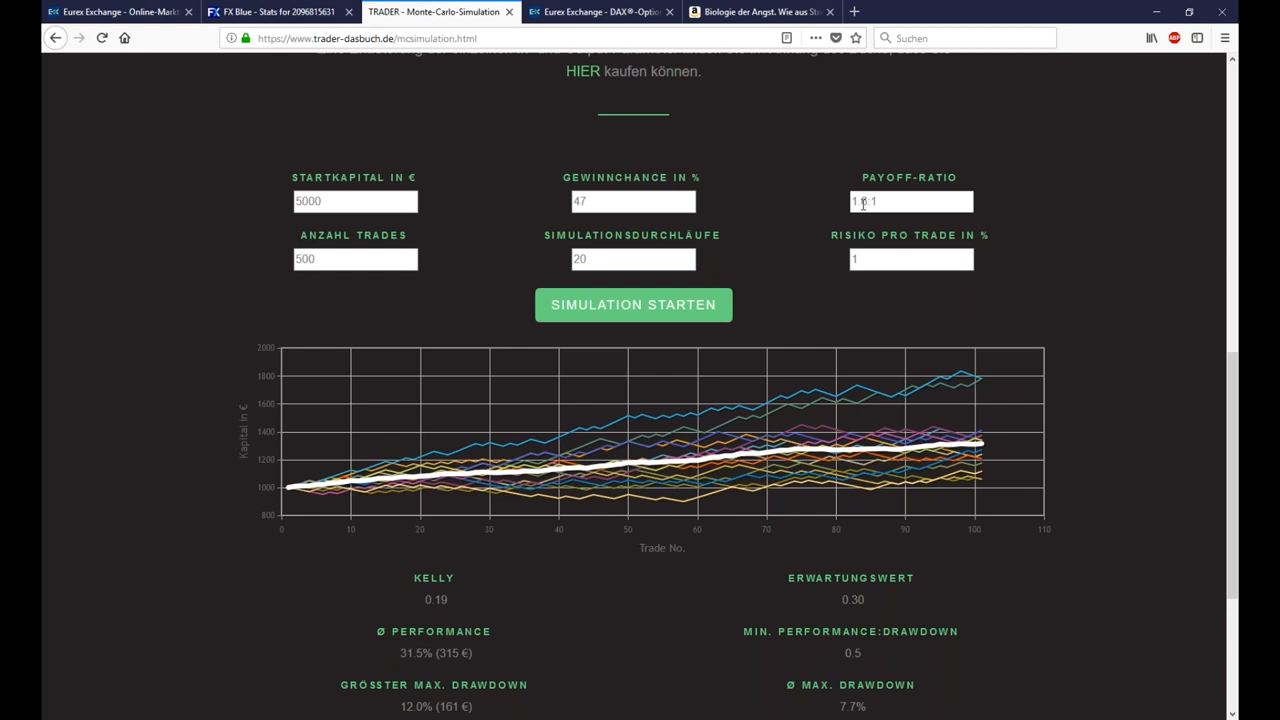 Eurex Exchange - Online-Markt
FX Blue - Stats for 2096815631
TRADER - Monte-Carlo-Simulation
Eurex Exchange - DAX®-Optio
Biologie der Angst. Wie aus Str
https://www.trader-dasbuch.de/mcsimulation.html
Suchen
HIER kaufen können.
STARTKAPITAL IN €
GEWINNCHANCE IN %
PAYOFF-RATIO
5000
47
ANZAHL TRADES
SIMULATIONSDURCHLÄUFE
RISIKO PRO TRADE IN %
500
20
1
SIMULATION STARTEN
2000
1800
1600
1400
1200
1000
800
Kapital in €
0 10 20 30 40 50 60 70 80 90 100 110
Trade No.
KELLY
ERWARTUNGSWERT
0.19
0.30
Ø PERFORMANCE
MIN. PERFORMANCE:DRAWDOWN
31.5% (315 €)
0.5
GRÖSSTER MAX. DRAWDOWN
Ø MAX. DRAWDOWN
12.0% (161 €)
7.7%